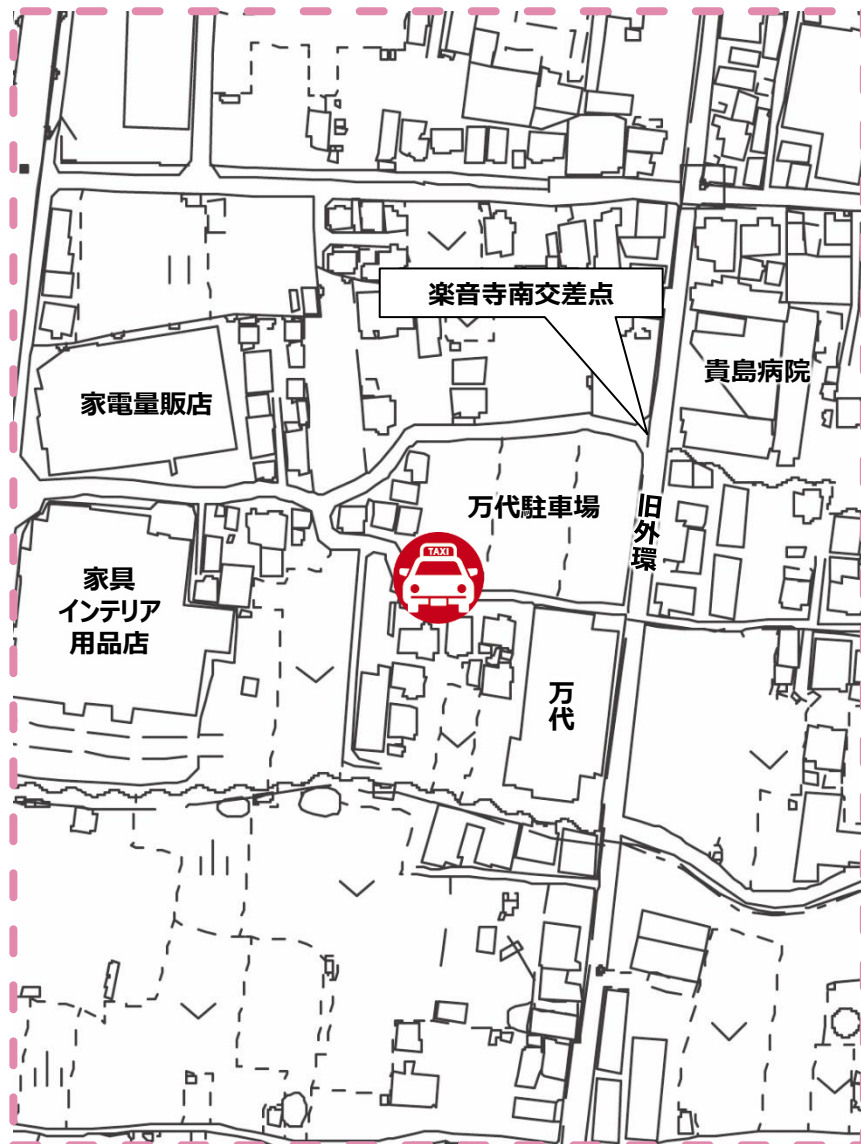 楽音寺南交差点
貴島病院
家電量販店
万代駐車場
旧外環
TAXI
家具
インテリア
用品店
万代